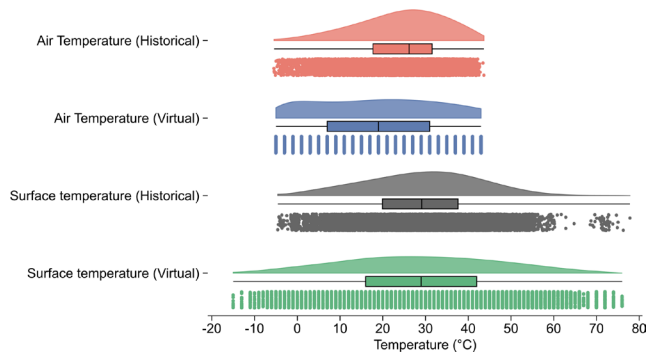 Air Temperature (Historical)
Air Temperature (Virtual)
Surface temperature (Historical)
Surface temperature (Virtual)
-20 -10 0 10 20 30 40 50 60 70 80
Temperature (°C)